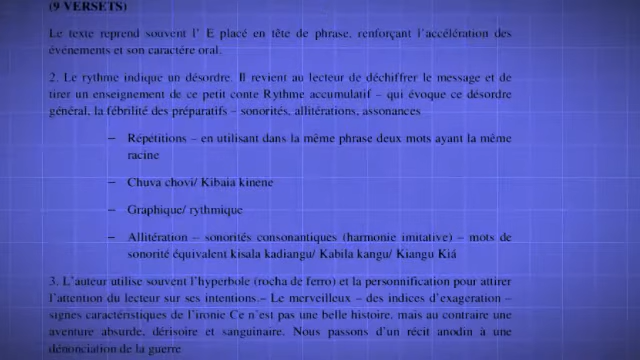 (9 VERSETS)
Le texte reprend souvent l' E placé en tête de phrase, renforçant l'accélération des
événements et son caractère oral.
2. Le rythme indique un désordre. Il revient au lecteur de déchiffrer le message et de
tirer un enseignement de ce petit conte Rythme accumulatif – qui évoque ce désordre
général, la fébrilité des préparatifs – sonorités, allitérations, assonances
– Répétitions – en utilisant dans la même phrase deux mots ayant la même
racine
– Chuva chovi/ Kibaia kinene
– Graphique/ rythmique
– Allitération – sonorités consonantiques (harmonie imitative) – mots de
sonorité équivalent kisala kadiangu/ Kabila kangu/ Kiangu Kiá
3. L'auteur utilise souvent l'hyperbole (rocha de ferro) et la personnification pour attirer
l'attention du lecteur sur ses intentions.– Le merveilleux – des indices d'exageration –
signes caractéristiques de l'ironie Ce n'est pas une belle histoire, mais au contraire une
aventure absurde, dérisoire et sanguinaire. Nous passons d'un récit anodin à une
dénonciation de la guerre